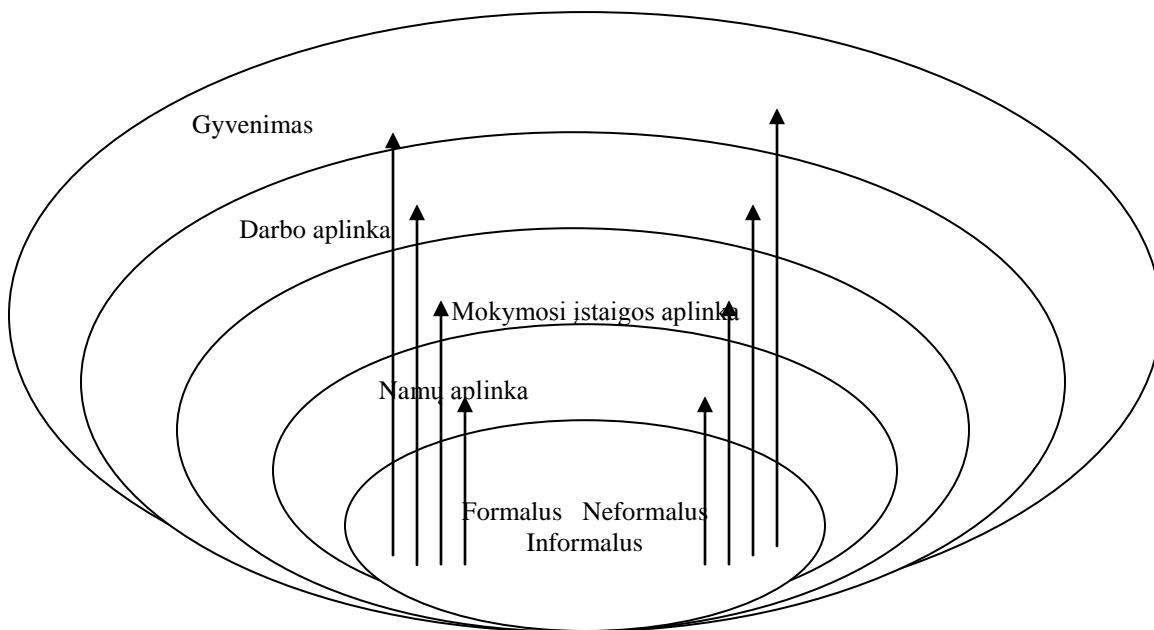 Gyvenimas
Darbo aplinka
Mokymosi įstaigos aplinka
Namų aplinka
Formalus Neformalus
Informalus